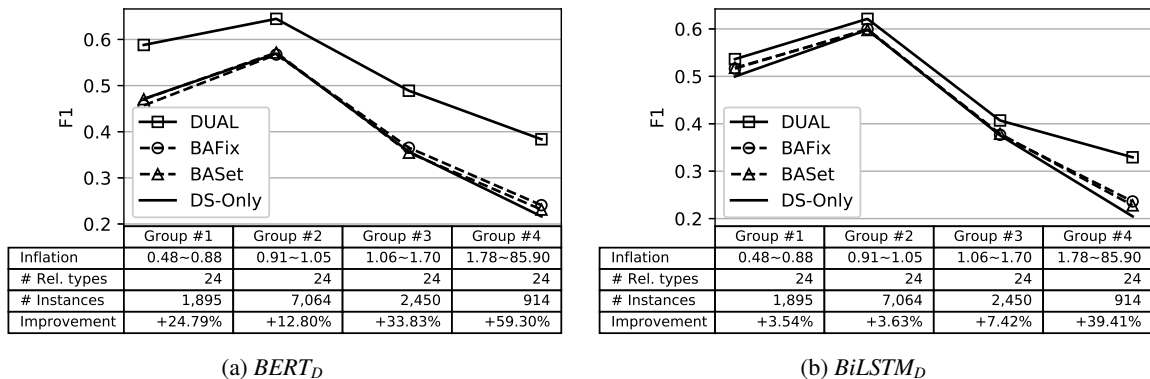 F1
0.6
0.5
0.4
0.3
0.2
DUAL
BAFix
BASet
DS-Only
Group #1 Group #2 Group #3 Group #4
Inflation 0.48~0.88 0.91~1.05 1.06~1.70 1.78~85.90
# Rel. types 24 24 24 24
# Instances 1,895 7,064 2,450 914
Improvement +24.79% +12.80% +33.83% +59.30%
(a) BERT_D
F1
0.6
0.5
0.4
0.3
0.2
DUAL
BAFix
BASet
DS-Only
Group #1 Group #2 Group #3 Group #4
Inflation 0.48~0.88 0.91~1.05 1.06~1.70 1.78~85.90
# Rel. types 24 24 24 24
# Instances 1,895 7,064 2,450 914
Improvement +3.54% +3.63% +7.42% +39.41%
(b) BiLSTM_D